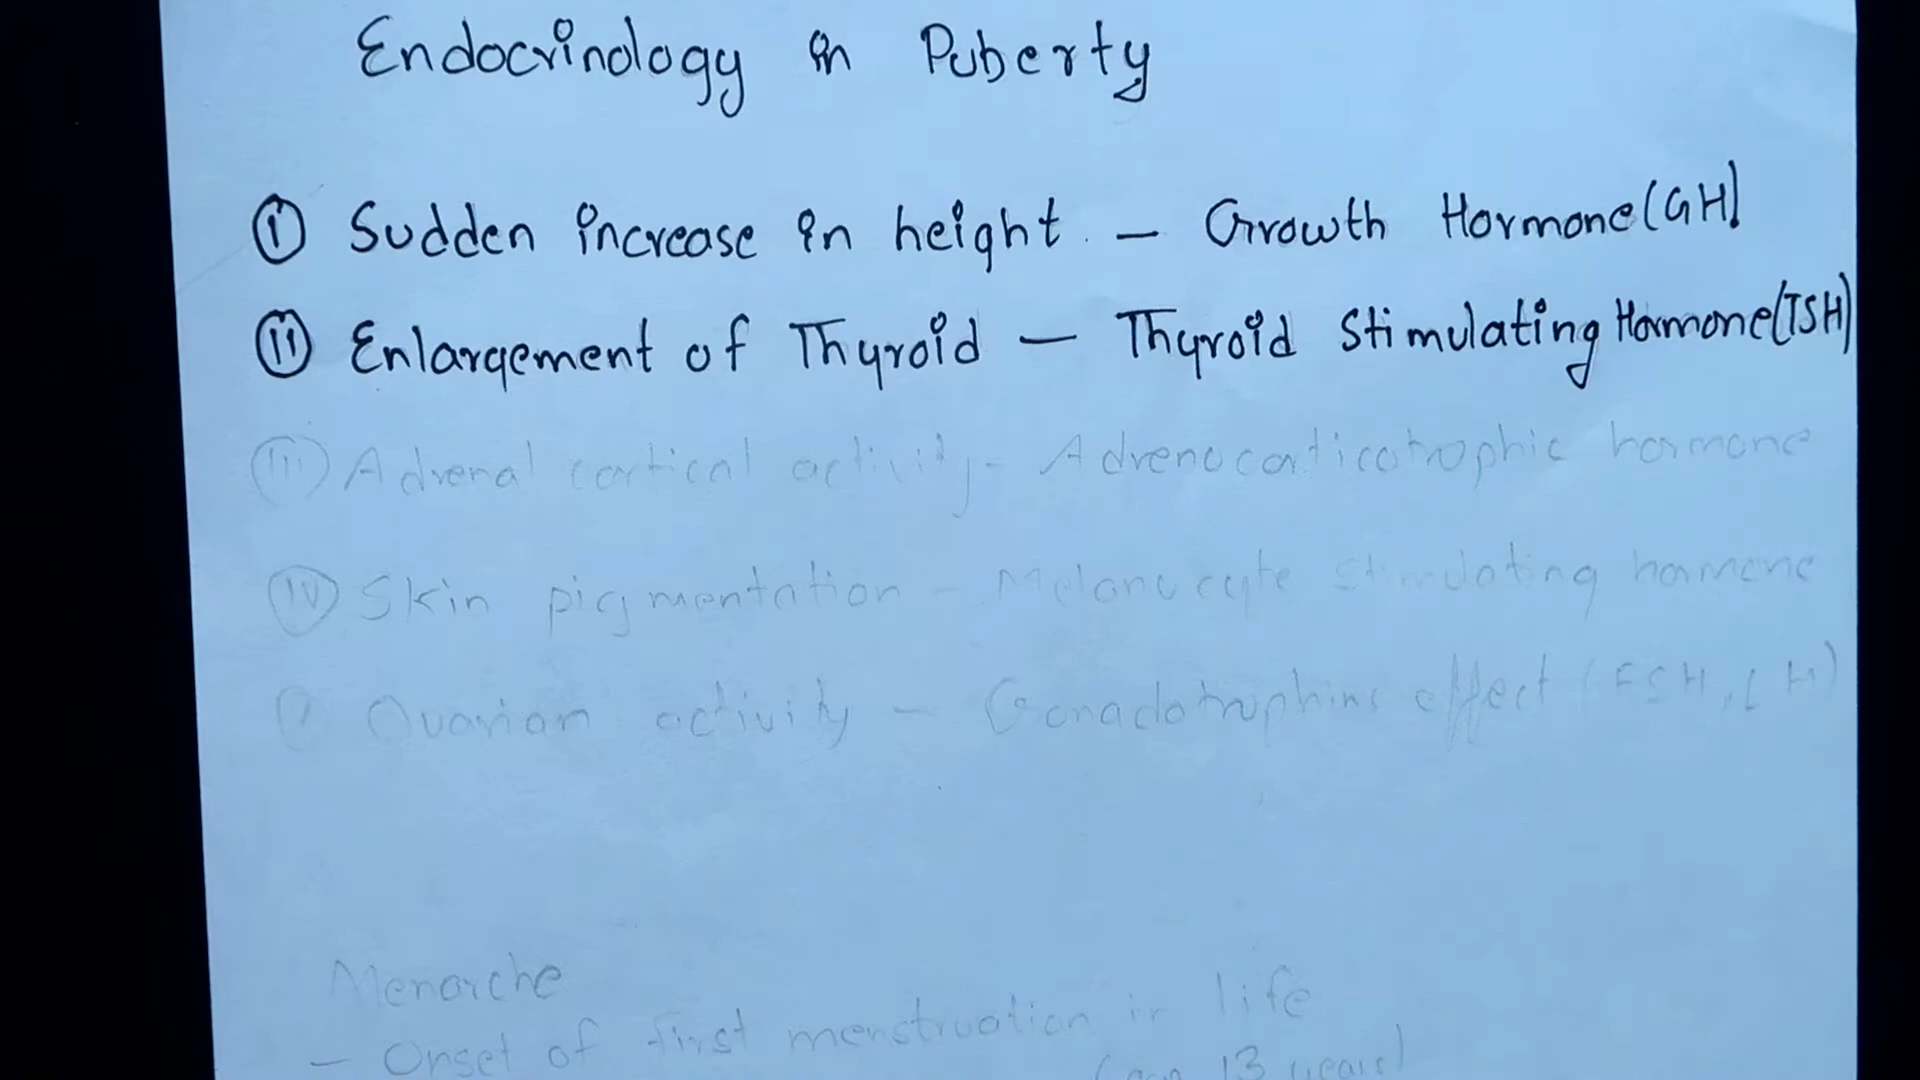 Endocrinology in Puberty
(i) Sudden increase in height - Growth Hormone (GH)
(ii) Enlargement of Thyroid - Thyroid Stimulating Hormone (TSH)
(iii) Adrenal cortical activity - Adrenocorticotrophic hormone
(iv) Skin pigmentation - Melanocyte stimulating hormone
Ovarian activity - Gonadotrophins effect (FSH, LH)
Menarche
- Onset of first menstruation in life
13 years)